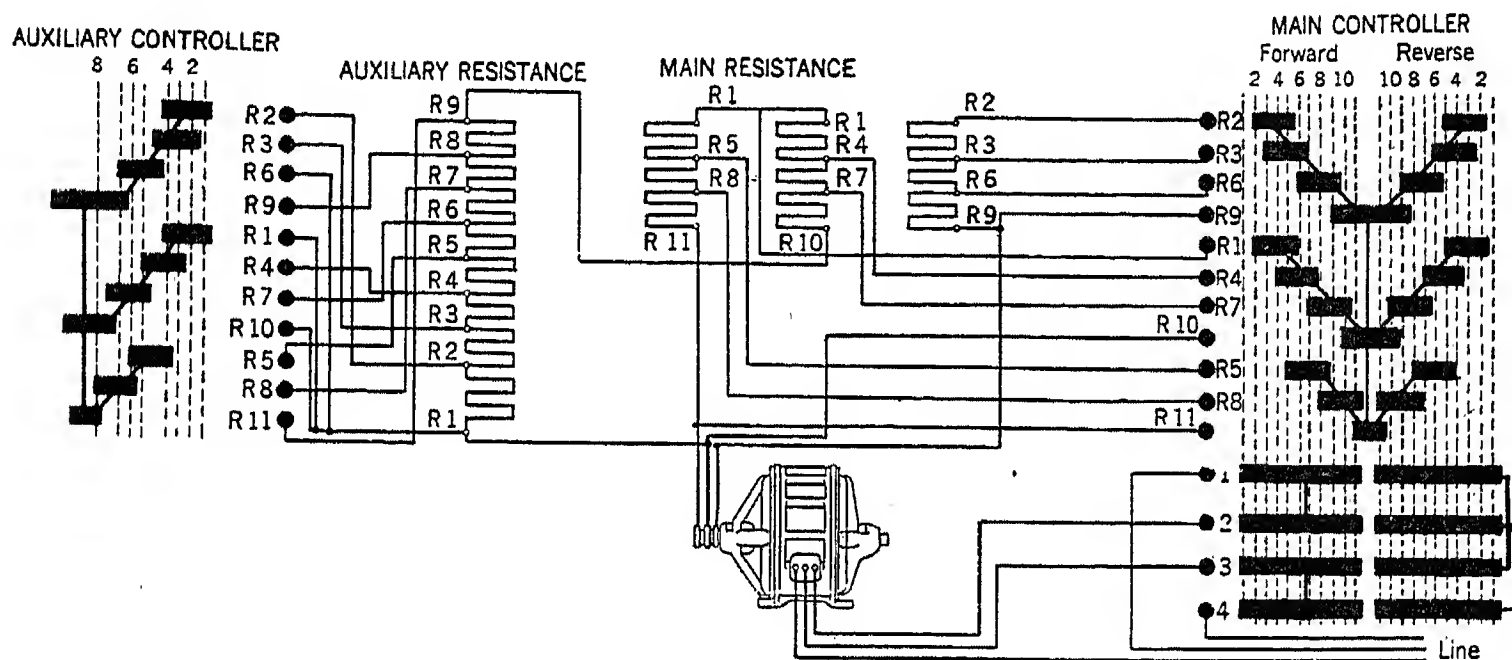 AUXILIARY CONTROLLER
8 6 4 2
R2
R3
R6
R9
R1
R4
R7
R10
R5
R8
R11
AUXILIARY RESISTANCE
R9
R8
R7
R6
R5
R4
R3
R2
R1
MAIN RESISTANCE
R1
R5
R8
R11
R1
R4
R7
R10
R2
R3
R6
R9
MAIN CONTROLLER
Forward Reverse
2 4 6 8 10 10 8 6 4 2
R2
R3
R6
R9
R1
R4
R7
R10
R5
R8
R11
1
2
3
4
Line